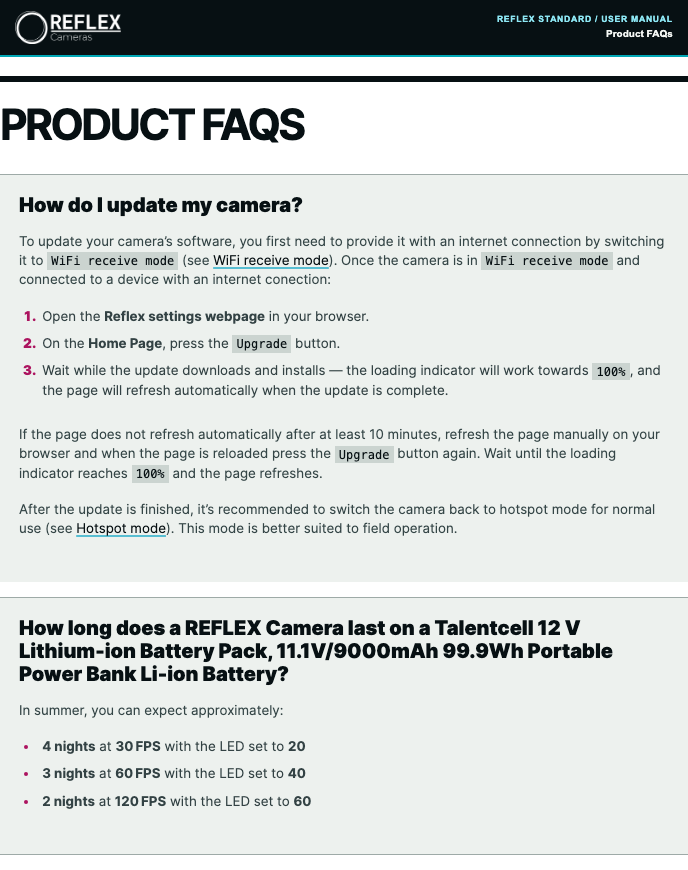 REFLEX
Cameras
REFLEX STANDARD / USER MANUAL
Product FAQs
PRODUCT FAQS
How do I update my camera?
To update your camera’s software, you first need to provide it with an internet connection by switching
it to WiFi receive mode (see WiFi receive mode). Once the camera is in WiFi receive mode and
connected to a device with an internet conection:
1. Open the Reflex settings webpage in your browser.
2. On the Home Page, press the Upgrade button.
3. Wait while the update downloads and installs — the loading indicator will work towards 100%, and
the page will refresh automatically when the update is complete.
If the page does not refresh automatically after at least 10 minutes, refresh the page manually on your
browser and when the page is reloaded press the Upgrade button again. Wait until the loading
indicator reaches 100% and the page refreshes.
After the update is finished, it’s recommended to switch the camera back to hotspot mode for normal
use (see Hotspot mode). This mode is better suited to field operation.
How long does a REFLEX Camera last on a Talentcell 12 V
Lithium-ion Battery Pack, 11.1V/9000mAh 99.9Wh Portable
Power Bank Li-ion Battery?
In summer, you can expect approximately:
• 4 nights at 30 FPS with the LED set to 20
• 3 nights at 60 FPS with the LED set to 40
• 2 nights at 120 FPS with the LED set to 60